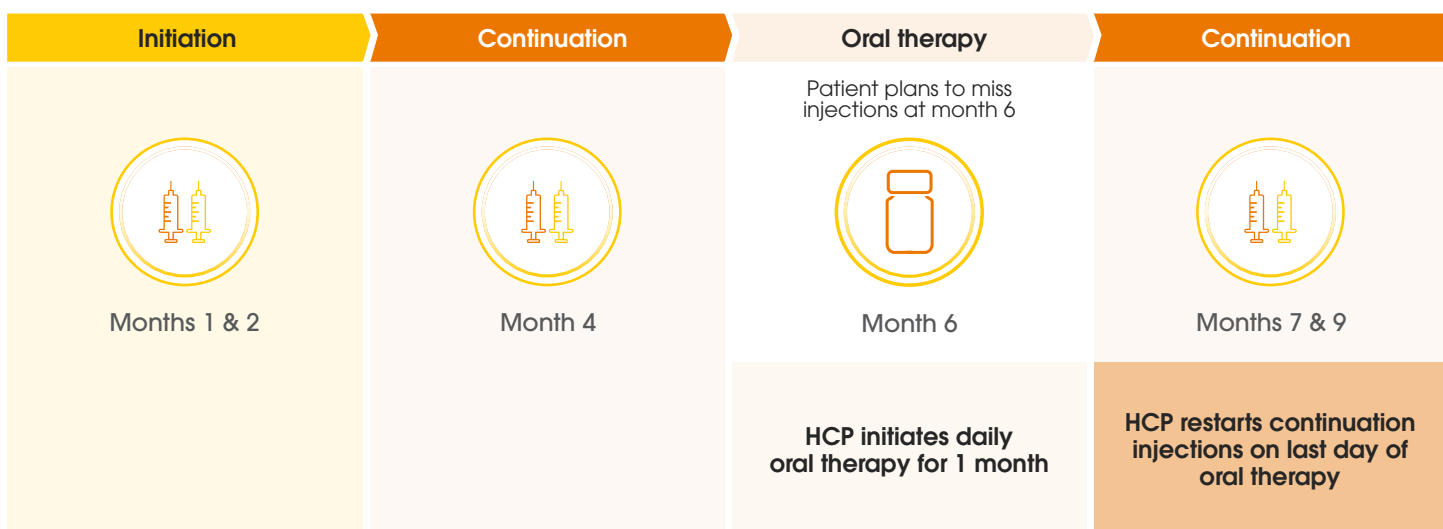 Initiation
Continuation
Oral therapy
Continuation
Patient plans to miss
injections at month 6
Months 1 & 2
Month 4
Month 6
Months 7 & 9
HCP initiates daily
oral therapy for 1 month
HCP restarts continuation
injections on last day of
oral therapy